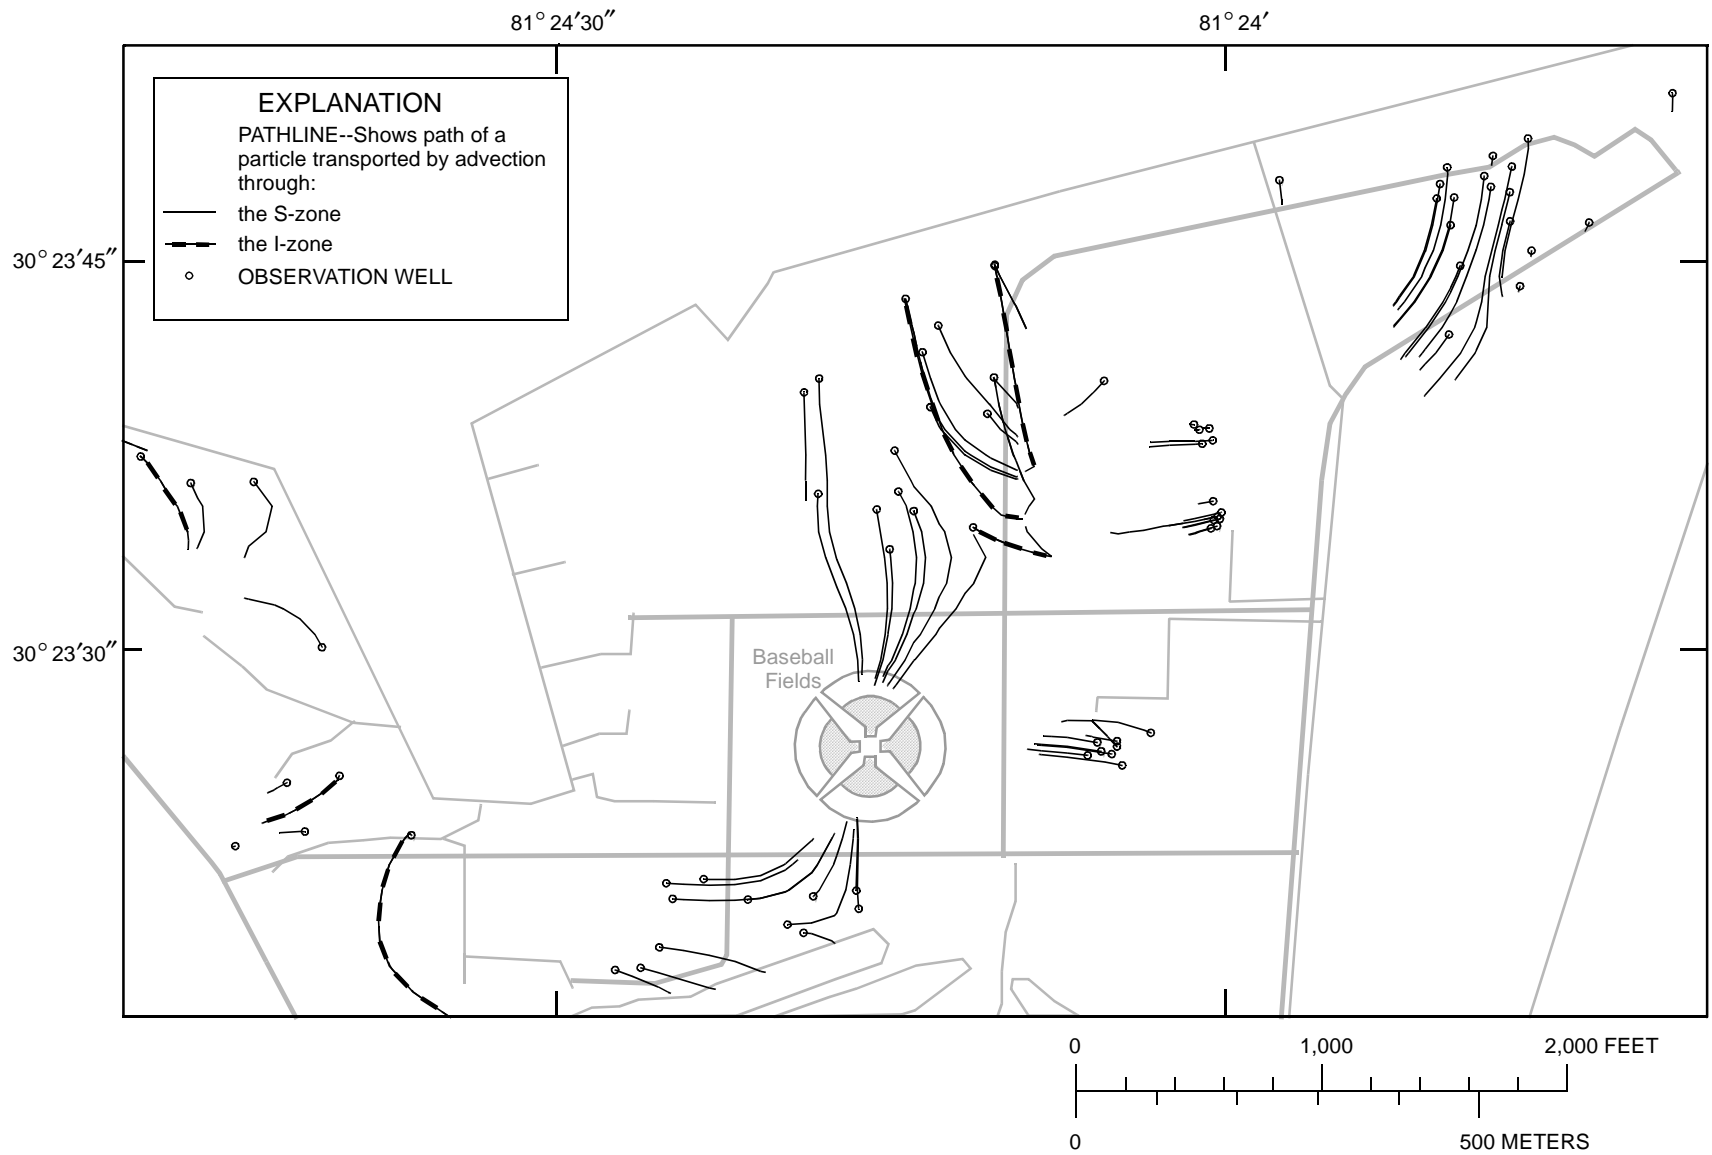 81° 24′30″
81° 24′
EXPLANATION
PATHLINE--Shows path of a
particle transported by advection
through:
the S-zone
the I-zone
OBSERVATION WELL
30° 23′45″
30° 23′30″
Baseball
Fields
0
1,000
2,000 FEET
0
500 METERS